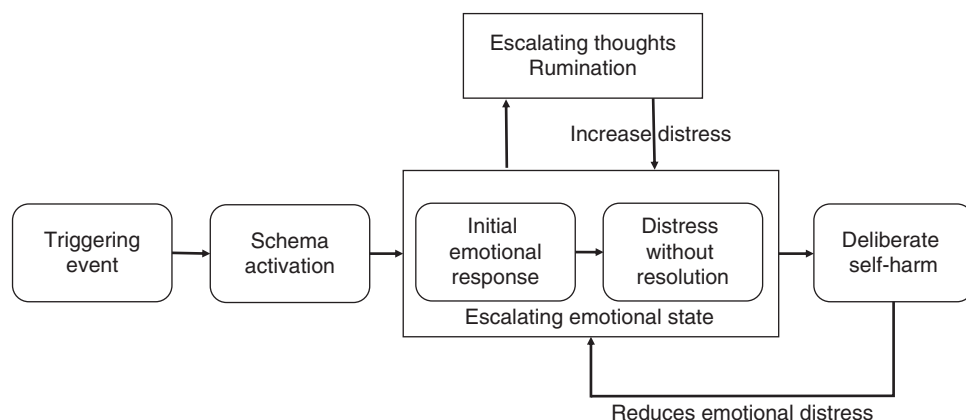 Escalating thoughts
Rumination
Increase distress
Triggering
event
Schema
activation
Initial
emotional
response
Distress
without
resolution
Escalating emotional state
Deliberate
self-harm
Reduces emotional distress